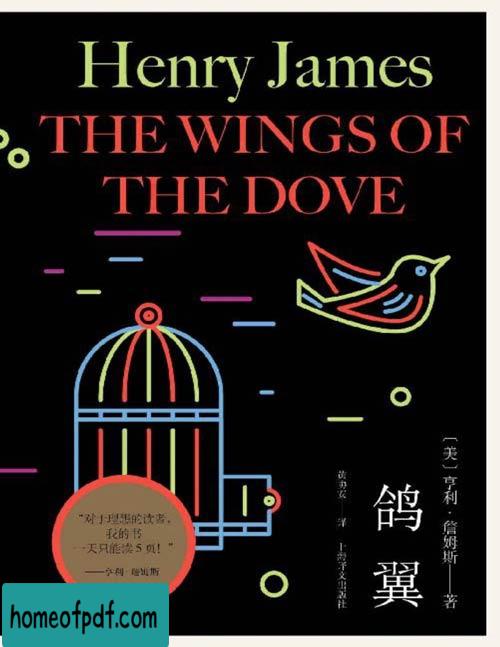 Henry James
THE WINGS OF
THE DOVE
〔美〕亨利·詹姆斯——著
鸽翼
黄协安——译 上海译文出版社
“对于理想的读者，
我的书
一天只能读5页！”
——亨利·詹姆斯
homeofpdf.com